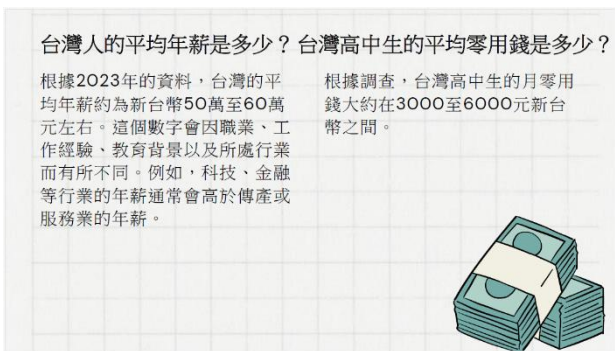 台灣人的平均年薪是多少？
根據2023年的資料，台灣的平
均年薪約為新台幣50萬至60萬
元左右。這個數字會因職業、工
作經驗、教育背景以及所處行業
而有所不同。例如，科技、金融
等行業的年薪通常會高於傳產或
服務業的年薪。
台灣高中生的平均零用錢是多少？
根據調查，台灣高中生的月零用
錢大約在3000至6000元新台
幣之間。